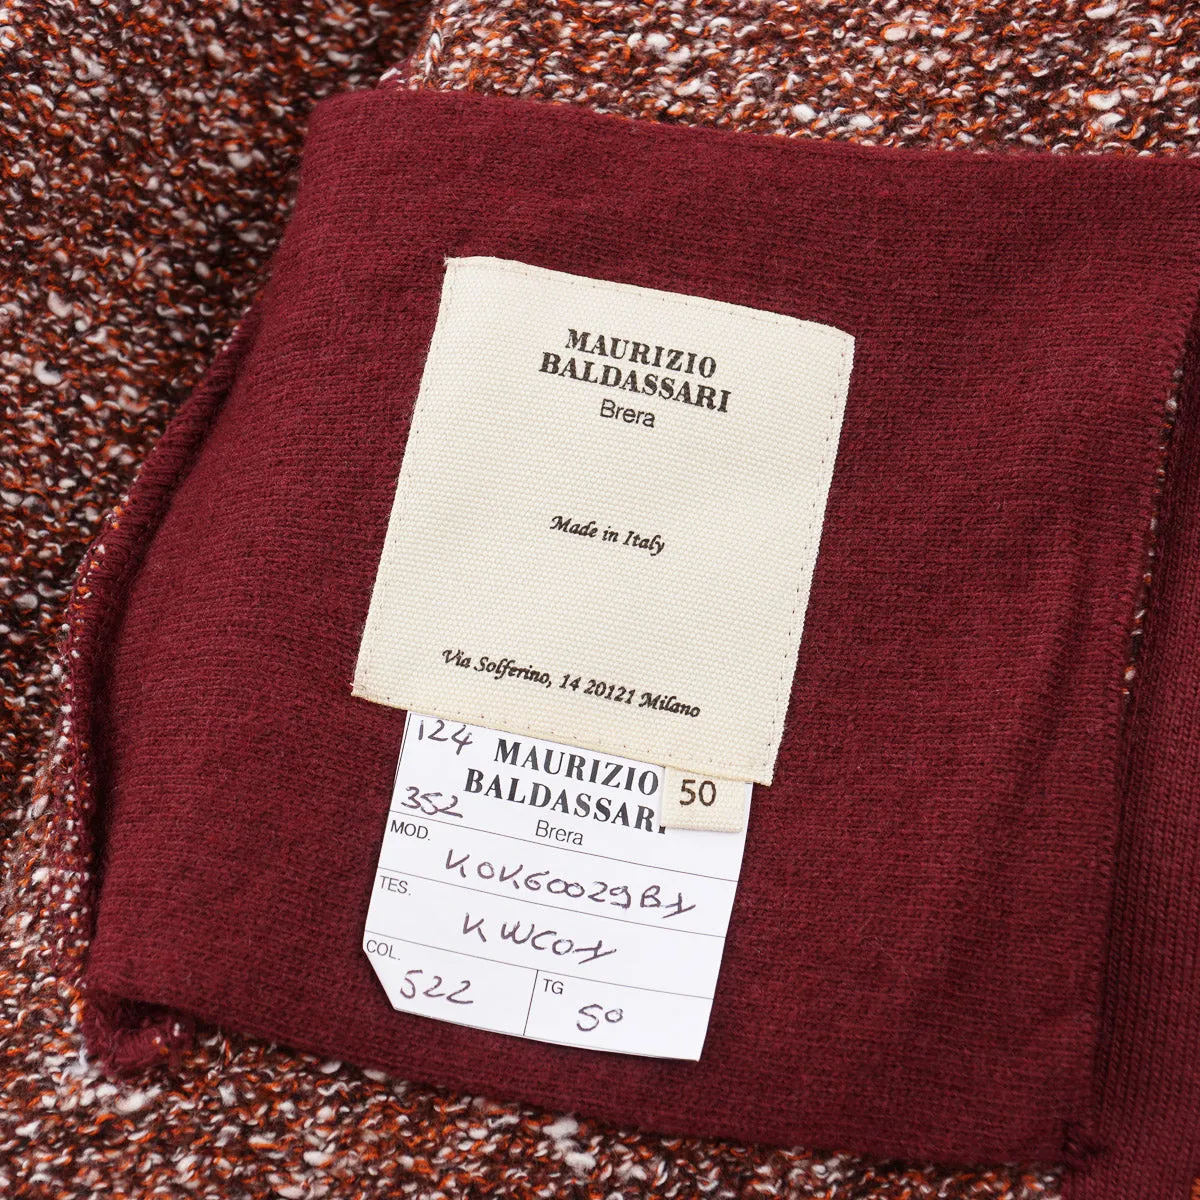 MAURIZIO
BALDASSARI
Brera
Made in Italy
Via Solferino, 14 20121 Milano
124
MAURIZIO
352
BALDASSARI
50
Brera
MOD.
KOK60029B1
TES.
KWC01
COL.
522
TG
50